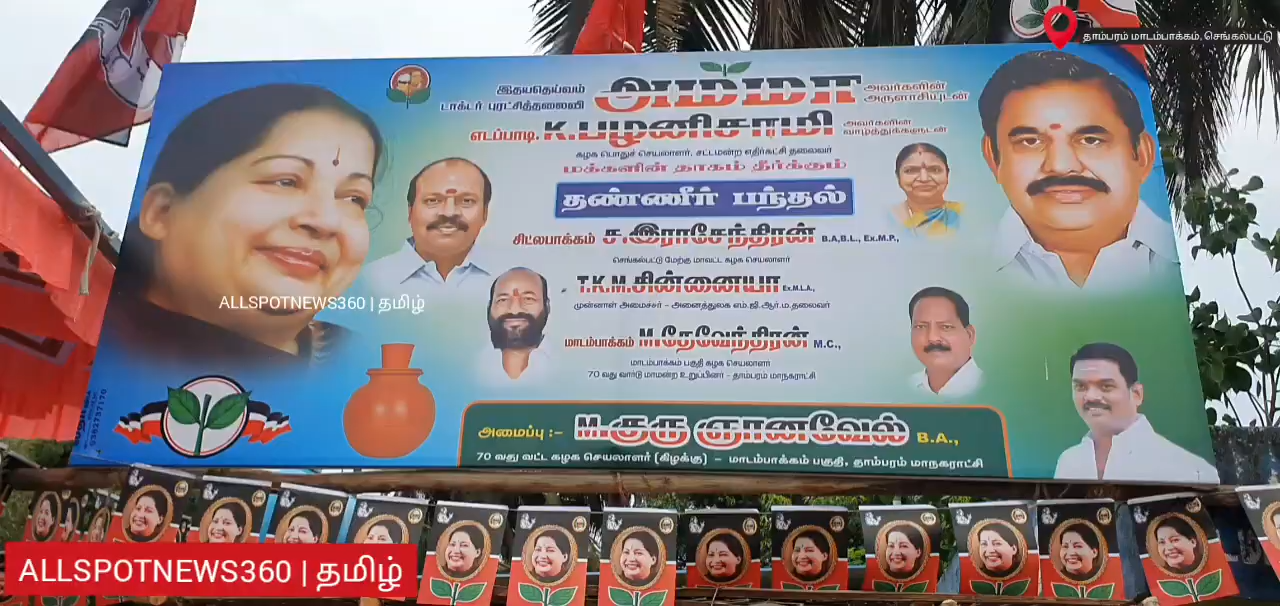 தாம்பரம் மாடம்பாக்கம், செங்கல்பட்டு
இதயதெய்வம்
டாக்டர் புரட்சித்தலைவி
அம்மா
அவர்களின்
அருளாசியுடன்
எடப்பாடி. K.பழனிசாமி
அவர்களின்
வாழ்த்துக்களுடன்
கழக பொதுச் செயலாளர், சட்டமன்ற எதிர்கட்சி தலைவர்
மக்களின் தாகம் தீர்க்கும்
தண்ணீர் பந்தல்
சிட்லபாக்கம் ச.இராசேந்திரன் B.A,B.L., Ex.M.P.,
செங்கல்பட்டு மேற்கு மாவட்ட கழக செயலாளர்
T.K.M.சின்னையா Ex.M.L.A.,
முன்னாள் அமைச்சர் - அனைத்துலக எம்.ஜி.ஆர்.ம.தலைவர்
மாடம்பாக்கம் M.தேவேந்திரன் M.C.,
மாடம்பாக்கம் பகுதி கழக செயலாளர்
70 வது வார்டு மாமன்ற உறுப்பினர் - தாம்பரம் மாநகராட்சி
அமைப்பு :- M.குரு ஞானவேல் B.A.,
70 வது வட்ட கழக செயலாளர் (கிழக்கு) - மாடம்பாக்கம் பகுதி, தாம்பரம் மாநகராட்சி
ALLSPOTNEWS360 | தமிழ்
9382737170
ALLSPOTNEWS360 | தமிழ்